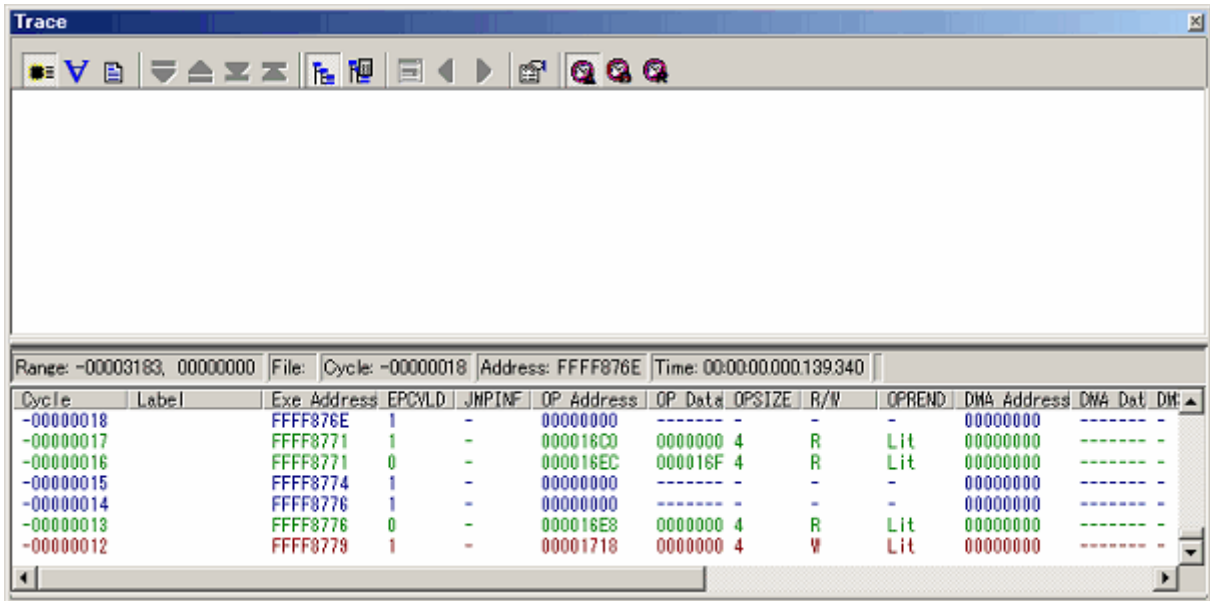 Trace
Range: -00003183, 00000000 File: Cycle: -00000018 Address: FFFF876E Time: 00:00:00.000.139.340
Cycle Label Exe Address EPCVLD JMPINF OP Address OP Data OPSIZE R/W OPREND DMA Address DMA Dat DM
-00000018 FFFF876E 1 - 00000000 ------- - - - 00000000 ------- -
-00000017 FFFF8771 1 - 000016C0 0000000 4 R Lit 00000000 ------- -
-00000016 FFFF8771 0 - 000016EC 000016F 4 R Lit 00000000 ------- -
-00000015 FFFF8774 1 - 00000000 ------- - - - 00000000 ------- -
-00000014 FFFF8776 1 - 00000000 ------- - - - 00000000 ------- -
-00000013 FFFF8776 0 - 000016E8 0000000 4 R Lit 00000000 ------- -
-00000012 FFFF8779 1 - 00001718 0000000 4 W Lit 00000000 ------- -